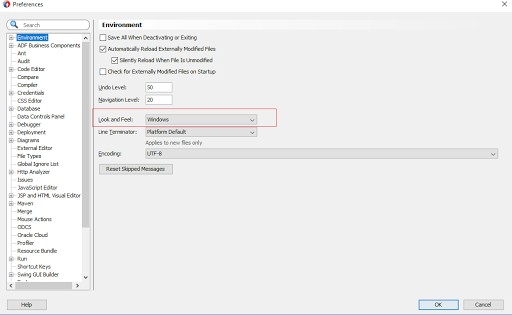 Preferences
Search
Environment
ADF Business Components
Ant
Audit
Code Editor
Compare
Compiler
Credentials
CSS Editor
Database
Data Controls Panel
Debugger
Deployment
Diagrams
External Editor
File Types
Global Ignore List
Http Analyzer
Issues
JavaScript Editor
JSP and HTML Visual Editor
Maven
Merge
Mouse Actions
ODCS
Oracle Cloud
Profiler
Resource Bundle
Run
Shortcut Keys
Swing GUI Builder
Environment
Save All When Deactivating or Exiting
Automatically Reload Externally Modified Files
Silently Reload When File Is Unmodified
Check for Externally Modified Files on Startup
Undo Level: 50
Navigation Level: 20
Look and Feel: Windows
Line Terminator: Platform Default
Applies to new files only
Encoding: UTF-8
Reset Skipped Messages
Help
OK
Cancel